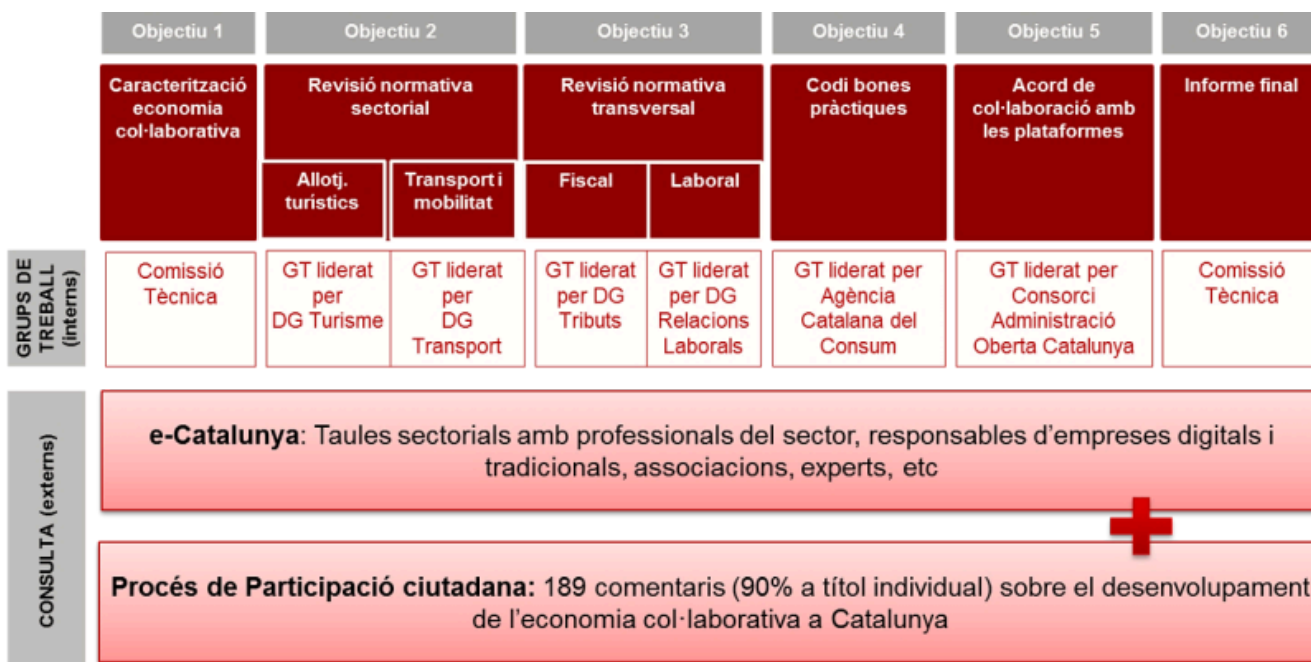 Objectiu 1
Objectiu 2
Objectiu 3
Objectiu 4
Objectiu 5
Objectiu 6
Caracterització
economia
col·laborativa
Revisió normativa
sectorial
Revisió normativa
transversal
Codi bones
pràctiques
Acord de
col·laboració amb
les plataformes
Informe final
Allotj.
turístics
Transport i
mobilitat
Fiscal
Laboral
GRUPS DE
TREBALL
(interns)
Comissió
Tècnica
GT liderat
per
DG Turisme
GT liderat
per
DG
Transport
GT liderat
per DG
Tributs
GT liderat
per DG
Relacions
Laborals
GT liderat per
Agència
Catalana del
Consum
GT liderat per
Consorci
Administració
Oberta Catalunya
Comissió
Tècnica
CONSULTA (externs)
e-Catalunya: Taules sectorials amb professionals del sector, responsables d’empreses digitals i
tradicionals, associacions, experts, etc
Procés de Participació ciutadana: 189 comentaris (90% a títol individual) sobre el desenvolupament
de l’economia col·laborativa a Catalunya